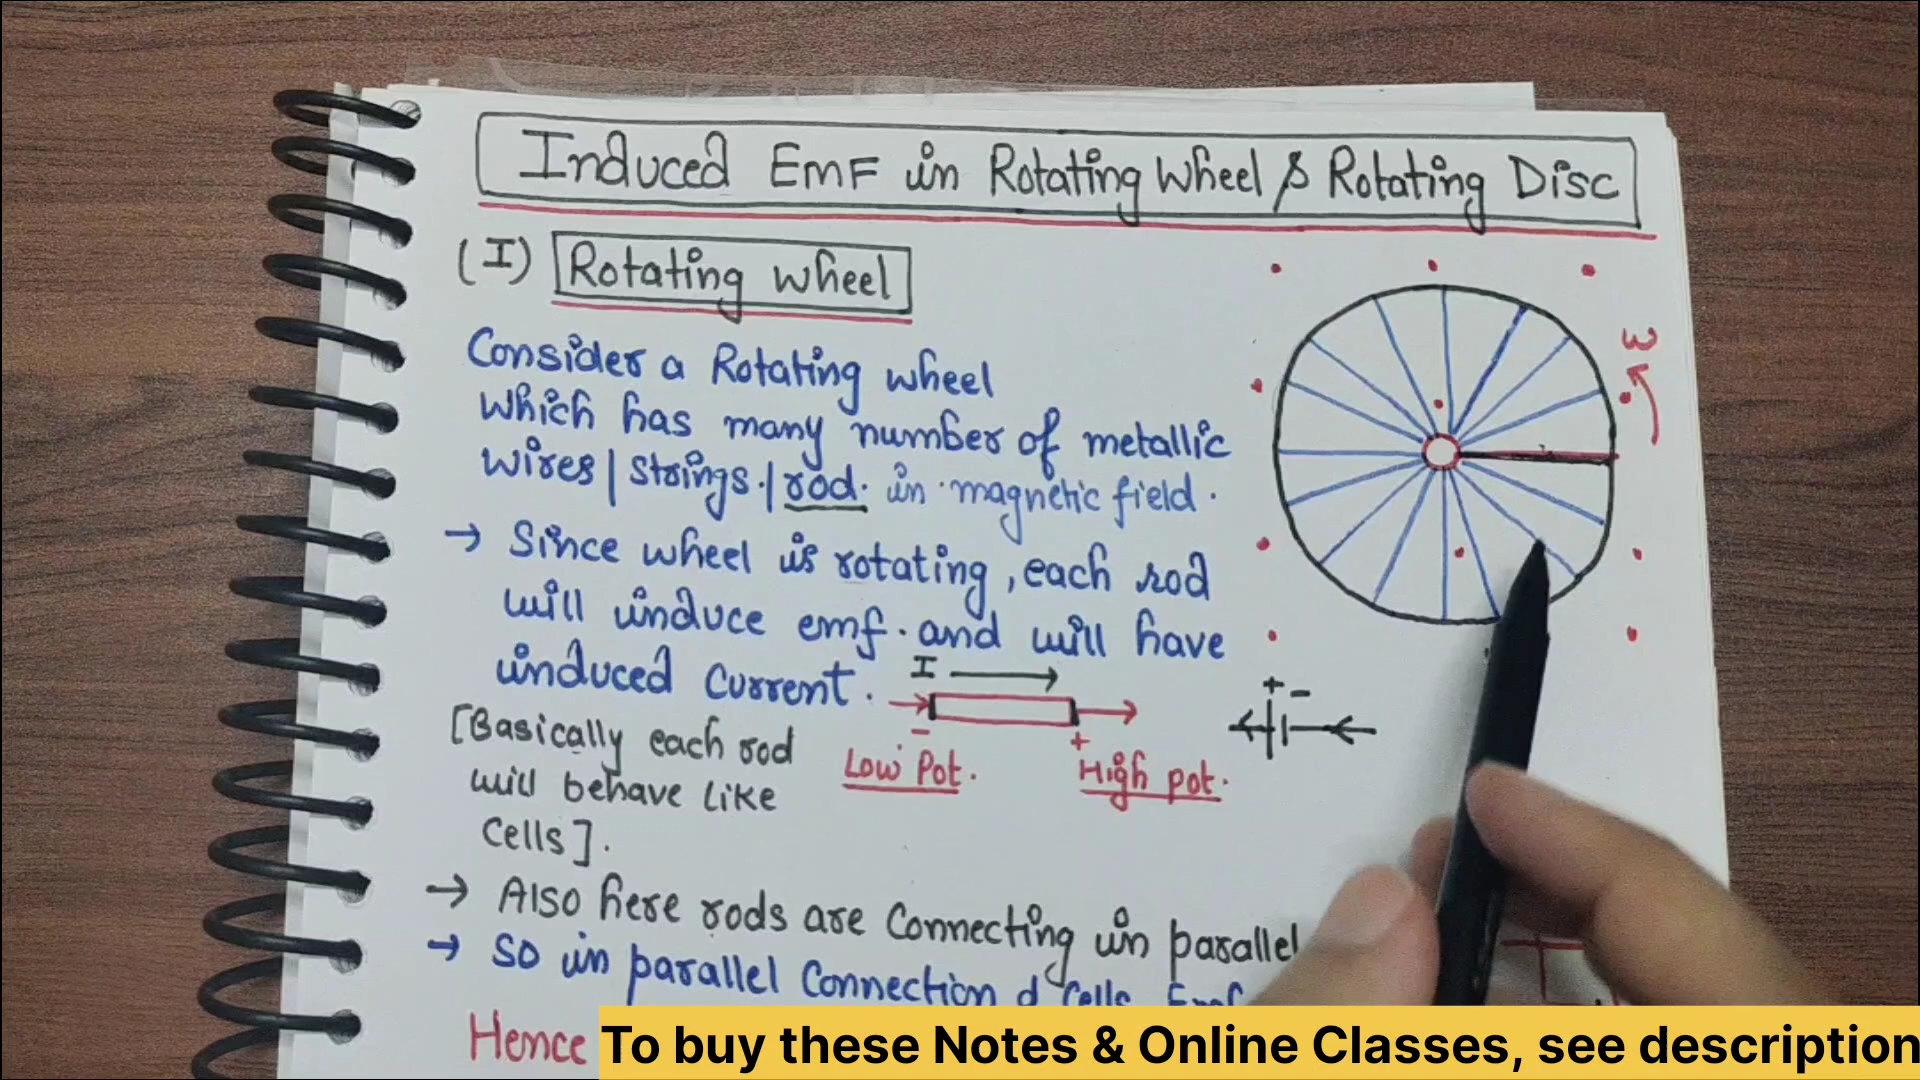 Induced EMF in Rotating Wheel & Rotating Disc
(I) Rotating wheel
Consider a Rotating wheel
which has many number of metallic
wires/strings/rod. in magnetic field.
→ Since wheel is rotating, each rod
will induce emf. and will have
induced current.
I
-
+
Low Pot.
High pot.
+ -
ω
[Basically each rod
will behave like
cells].
→ Also here rods are connecting in parallel
→ So in parallel connection of cells, Emf
Hence
To buy these Notes & Online Classes, see description